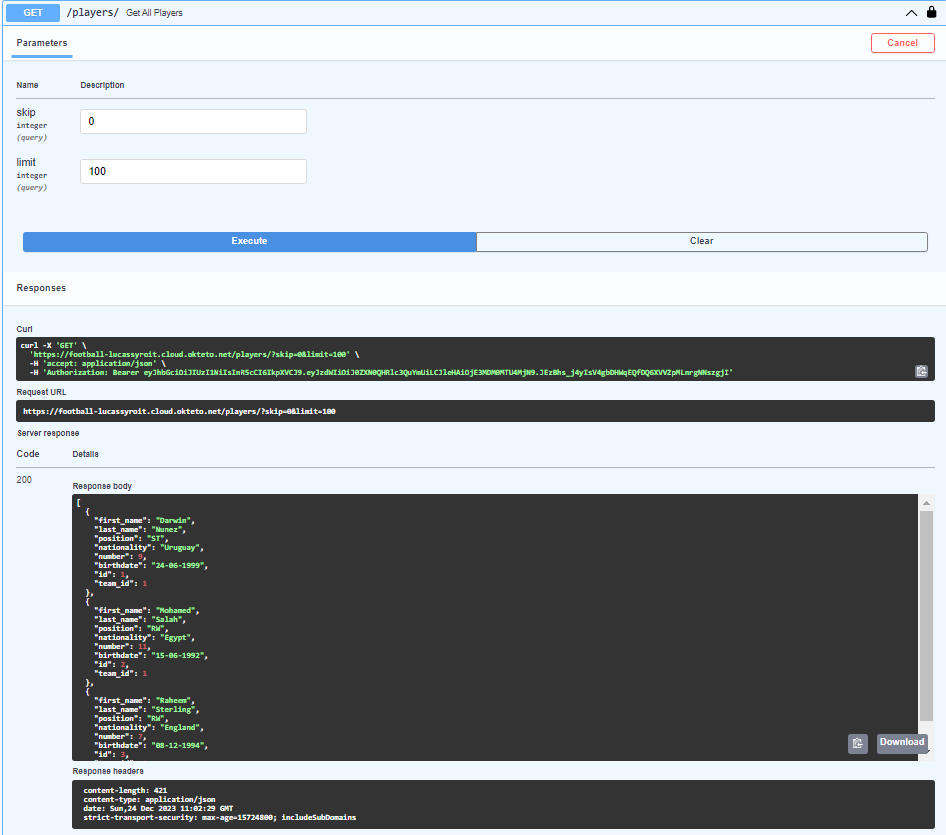 GET /players/ Get All Players
Parameters
Cancel
Name Description
skip
integer
(query)
0
limit
integer
(query)
100
Execute Clear
Responses
Curl
curl -X 'GET' \
'https://football-lucassyroit.cloud.okteto.net/players/?skip=0&limit=100' \
-H 'accept: application/json' \
-H 'Authorization: Bearer
Request URL
https://football-lucassyroit.cloud.okteto.net/players/?skip=0&limit=100
Server response
Code Details
200
Response body
[
{
"first_name": "Darwin",
"last_name": "Nunez",
"position": "ST",
"nationality": "Uruguay",
"number": 9,
"birthdate": "24-06-1999",
"id": 1,
"team_id": 1
},
{
"first_name": "Mohamed",
"last_name": "Salah",
"position": "RW",
"nationality": "Egypt",
"number": 11,
"birthdate": "15-06-1992",
"id": 2,
"team_id": 1
},
{
"first_name": "Raheem",
"last_name": "Sterling",
"position": "RW",
"nationality": "England",
"number": 7,
"birthdate": "08-12-1994",
"id": 3,
Download
Response headers
content-length: 421
content-type: application/json
date: Sun,24 Dec 2023 11:02:29 GMT
strict-transport-security: max-age=15724800; includeSubDomains